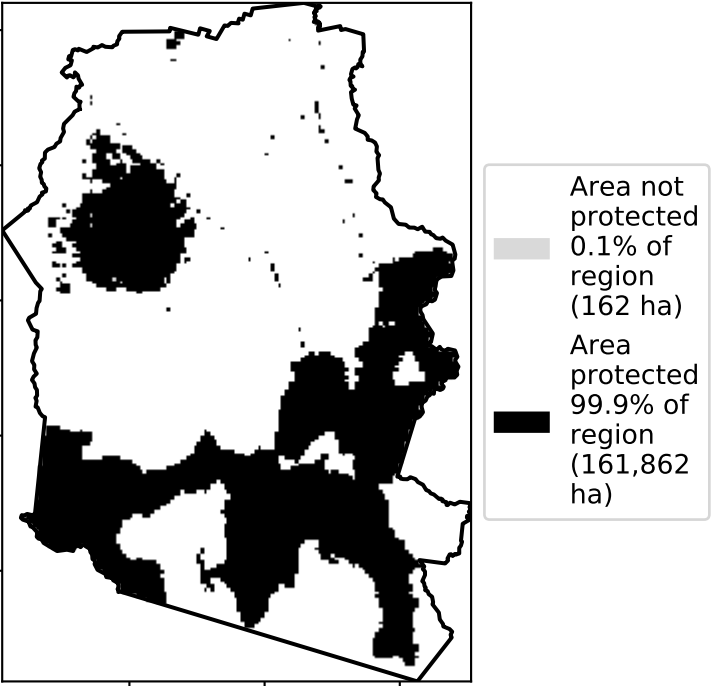 Area not
protected
0.1% of
region
(162 ha)
Area
protected
99.9% of
region
(161,862
ha)